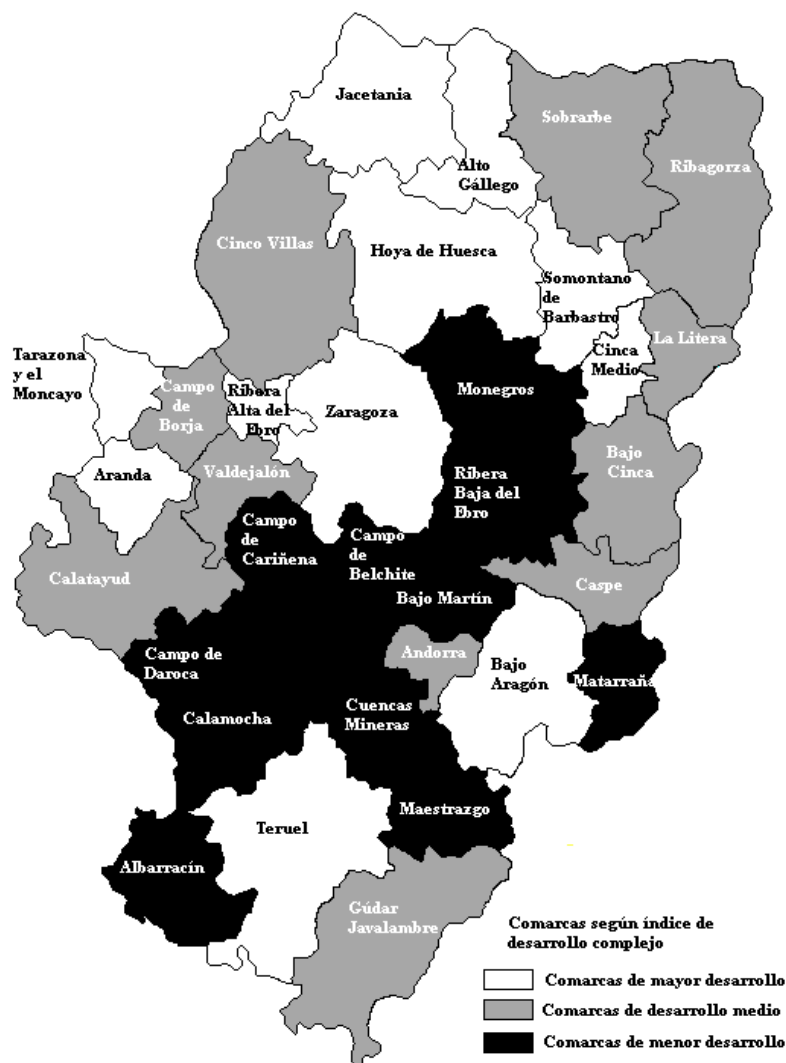 Jacetania
Sobrarbe
Alto
Gállego
Ribagorza
Cinco Villas
Hoya de Huesca
Somontano
de
Barbastro
La Litera
Tarazona
y el
Moncayo
Cinca
Medio
Campo
de
Borja
Ribera
Alta del
Ebro
Zaragoza
Monegros
Aranda
Valdejalón
Ribera
Baja del
Ebro
Bajo
Cinca
Campo
de
Cariñena
Campo
de
Belchite
Calatayud
Caspe
Bajo Martín
Campo de
Daroca
Andorra
Bajo
Aragón
Matarraña
Calamocha
Cuencas
Mineras
Maestrazgo
Teruel
Albarracín
Gúdar
Javalambre
Comarcas según índice de
desarrollo complejo
Comarcas de mayor desarrollo
Comarcas de desarrollo medio
Comarcas de menor desarrollo